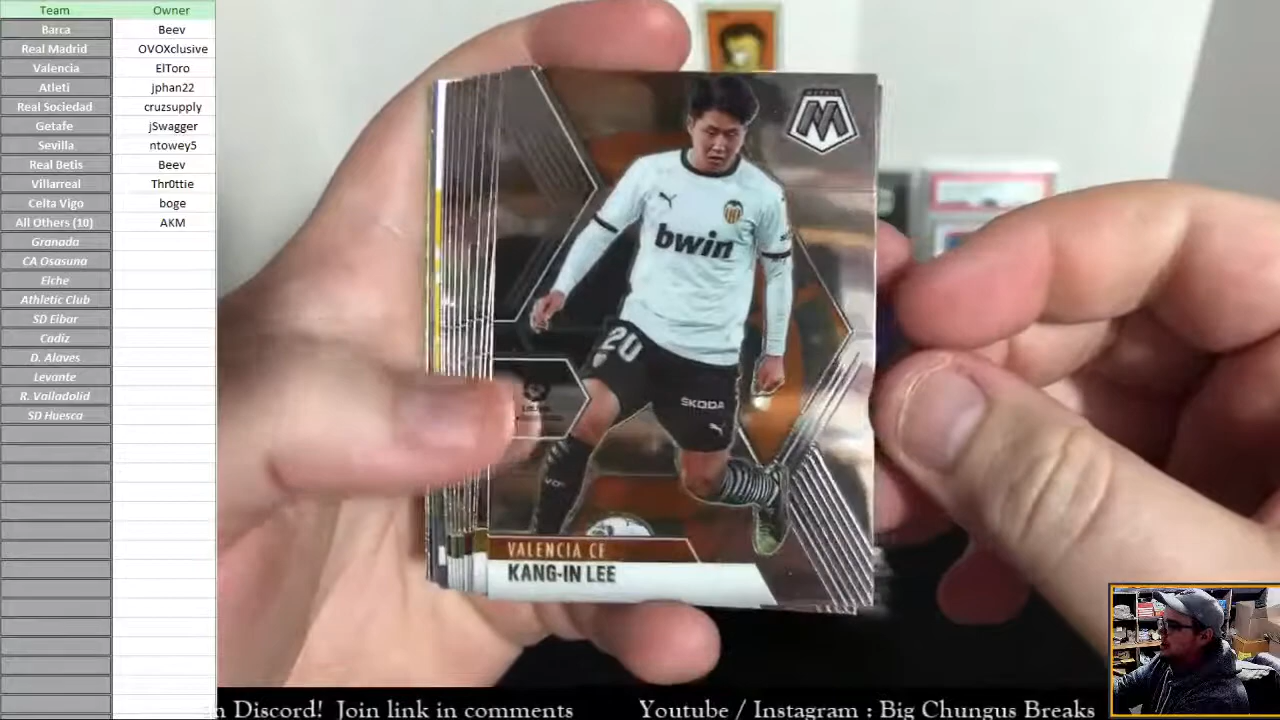 Team Owner
Barca Beev
Real Madrid OVOXclusive
Valencia ElToro
Atleti jphan22
Real Sociedad cruzsupply
Getafe jSwagger
Sevilla ntowey5
Real Betis Beev
Villarreal Thr0ttie
Celta Vigo boge
All Others (10) AKM
Granada
CA Osasuna
Elche
Athletic Club
SD Eibar
Cadiz
D. Alaves
Levante
R. Valladolid
SD Huesca
MOSAIC
M
bwin
20
ŠKODA
VALENCIA CF
KANG-IN LEE
n Discord! Join link in comments Youtube / Instagram : Big Chungus Breaks